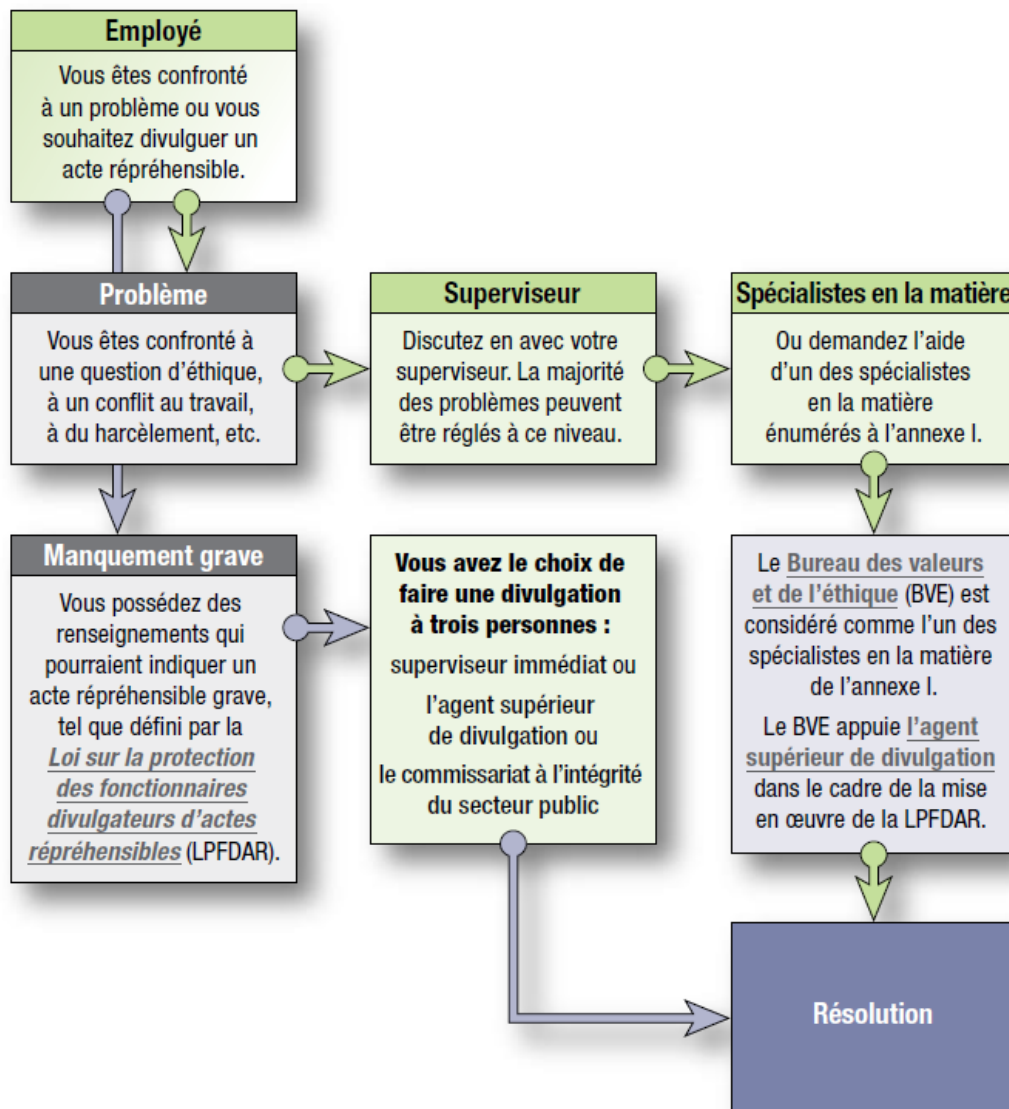 Employé
Vous êtes confronté
à un problème ou vous
souhaitez divulguer un
acte répréhensible.
Problème
Vous êtes confronté à
une question d'éthique,
à un conflit au travail,
à du harcèlement, etc.
Superviseur
Discutez en avec votre
superviseur. La majorité
des problèmes peuvent
être réglés à ce niveau.
Spécialistes en la matière
Ou demandez l'aide
d'un des spécialistes
en la matière
énumérés à l'annexe I.
Manquement grave
Vous possédez des
renseignements qui
pourraient indiquer un
acte répréhensible grave,
tel que défini par la
Loi sur la protection
des fonctionnaires
divulgateurs d'actes
répréhensibles (LPFDAR).
Vous avez le choix de
faire une divulgation
à trois personnes :
superviseur immédiat ou
l'agent supérieur
de divulgation ou
le commissariat à l'intégrité
du secteur public
Le Bureau des valeurs
et de l'éthique (BVE) est
considéré comme l'un des
spécialistes en la matière
de l'annexe I.
Le BVE appuie l'agent
supérieur de divulgation
dans le cadre de la mise
en œuvre de la LPFDAR.
Résolution